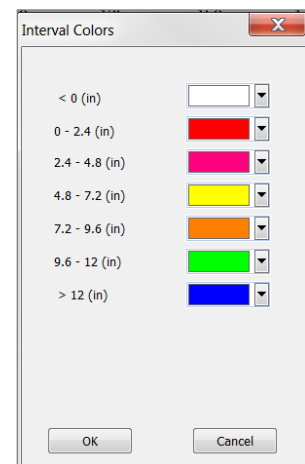 Interval Colors
< 0 (in)
0 - 2.4 (in)
2.4 - 4.8 (in)
4.8 - 7.2 (in)
7.2 - 9.6 (in)
9.6 - 12 (in)
> 12 (in)
OK Cancel